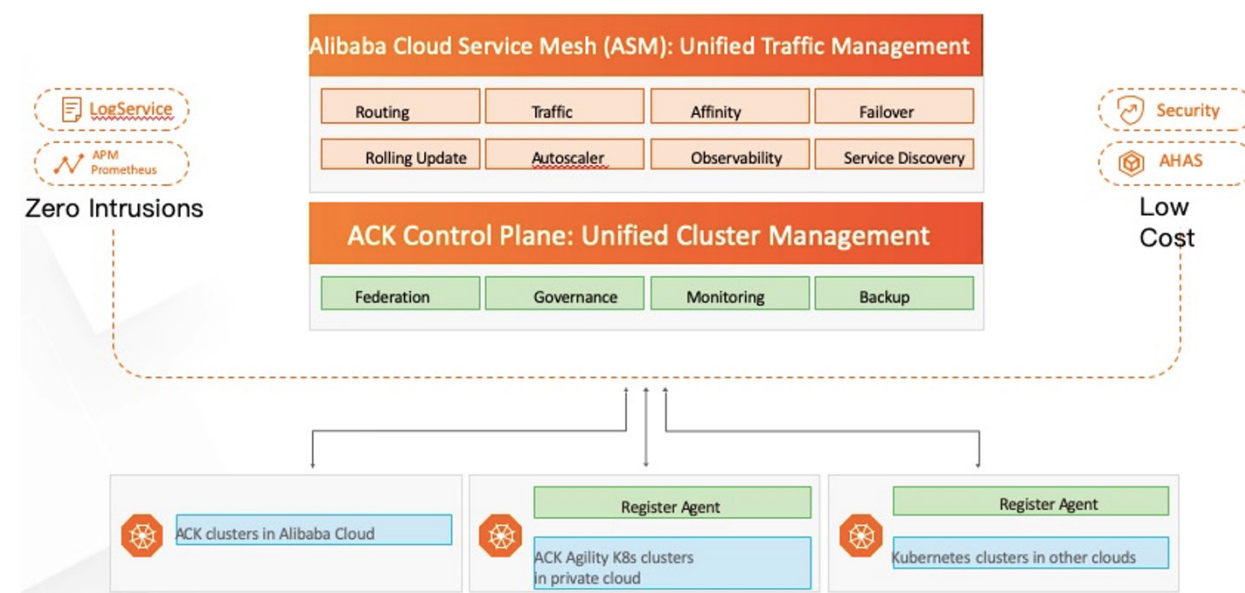 Alibaba Cloud Service Mesh (ASM): Unified Traffic Management
LogService
APM
Prometheus
Zero Intrusions
Routing
Traffic
Affinity
Failover
Rolling Update
Autoscaler
Observability
Service Discovery
Security
AHAS
Low
Cost
ACK Control Plane: Unified Cluster Management
Federation
Governance
Monitoring
Backup
ACK clusters in Alibaba Cloud
Register Agent
ACK Agility K8s clusters
in private cloud
Register Agent
Kubernetes clusters in other clouds